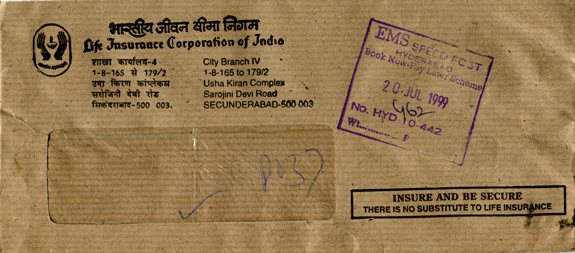 भारतीय जीवन बीमा निगम
Life Insurance Corporation of India
शाखा कार्यालय-4
1-8-165 से 179/2
उषा किरण कांप्लेक्स
सरोजिनी देवी रोड
सिकंदराबाद-500 003.
City Branch IV
1-8-165 to 179/2
Usha Kiran Complex
Sarojini Devi Road
SECUNDERABAD-500 003
EMS SPEED POST
HYDERABAD
Book Now-Pay Later Scheme
20 JUL 1999
462
No. HYD 10-442
Wt.............. P
INSURE AND BE SECURE
THERE IS NO SUBSTITUTE TO LIFE INSURANCE